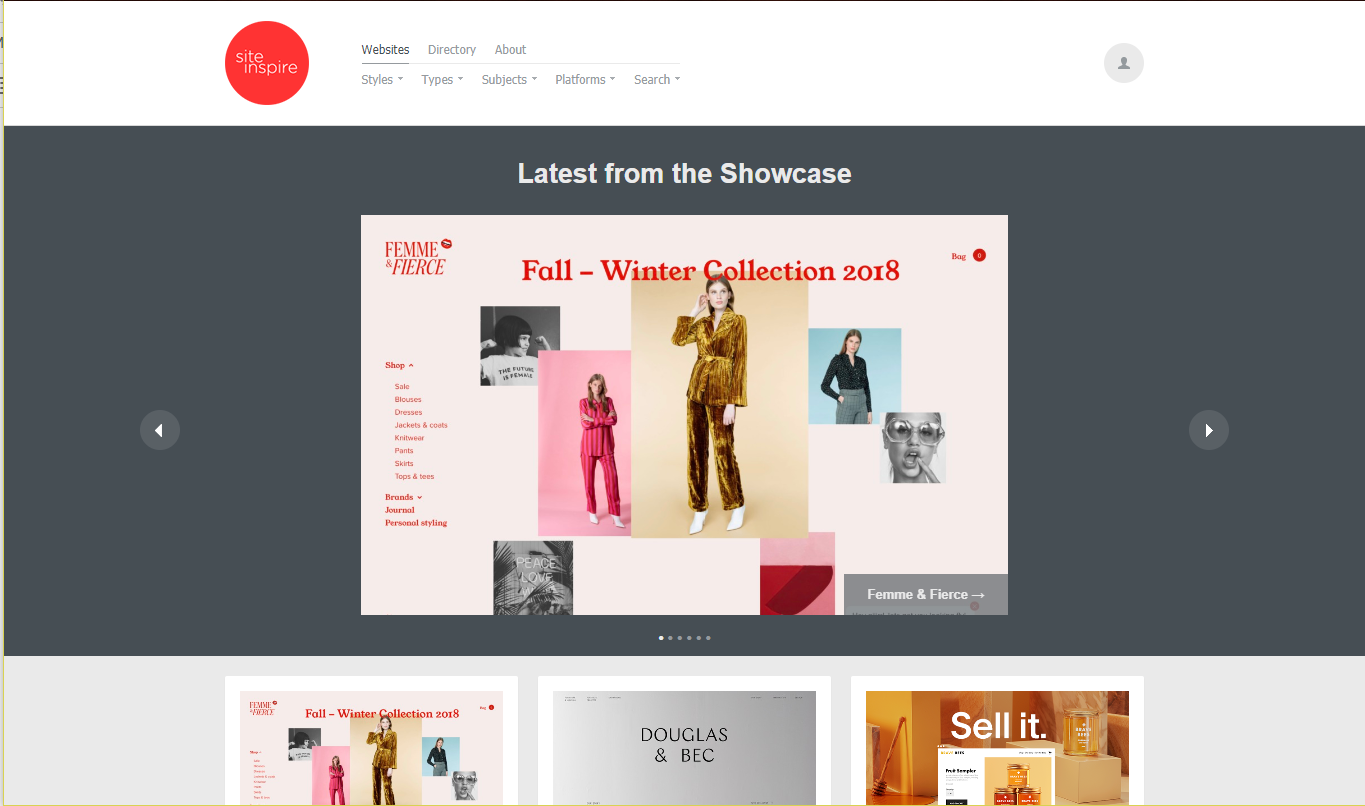 site
inspire
Websites Directory About
Styles Types Subjects Platforms Search
Latest from the Showcase
FEMME
& FIERCE
Fall – Winter Collection 2018
Bag 0
THE FUTURE
IS FEMALE
Shop
Sale
Blouses
Dresses
Jackets & coats
Knitwear
Pants
Skirts
Tops & tees
Brands
Journal
Personal styling
PEACE
LOVE
Femme & Fierce →
FEMME
& FIERCE
Fall – Winter Collection 2018
Bag
Shop
DOUGLAS
& BEC
Sell it.
BRAVE BEES
Fruit Sampler